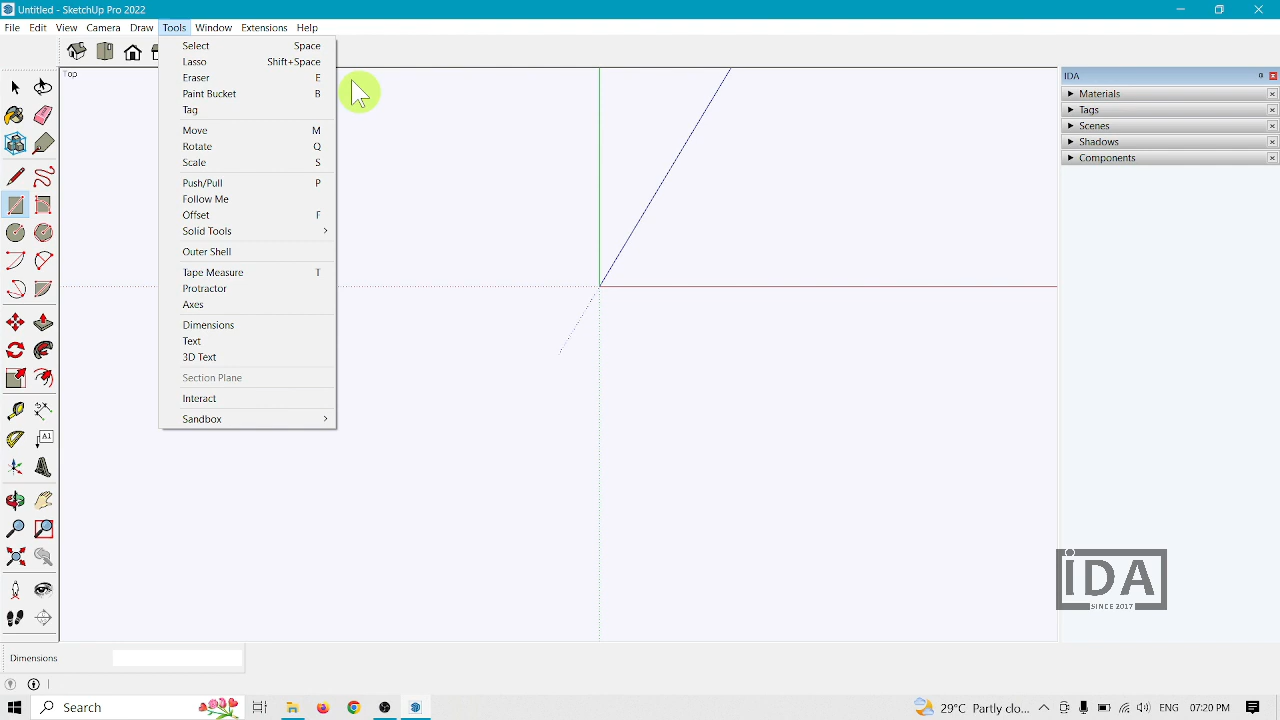 Untitled - SketchUp Pro 2022
File Edit View Camera Draw Tools Window Extensions Help
Select Space
Lasso Shift+Space
Eraser E
Paint Bucket B
Tag
Move M
Rotate Q
Scale S
Push/Pull P
Follow Me
Offset F
Solid Tools
Outer Shell
Tape Measure T
Protractor
Axes
Dimensions
Text
3D Text
Section Plane
Interact
Sandbox
Top
A1
IDA
Materials
Tags
Scenes
Shadows
Components
iDA
SINCE 2017
Dimensions
Search
29°C Partly clo... ENG 07:20 PM